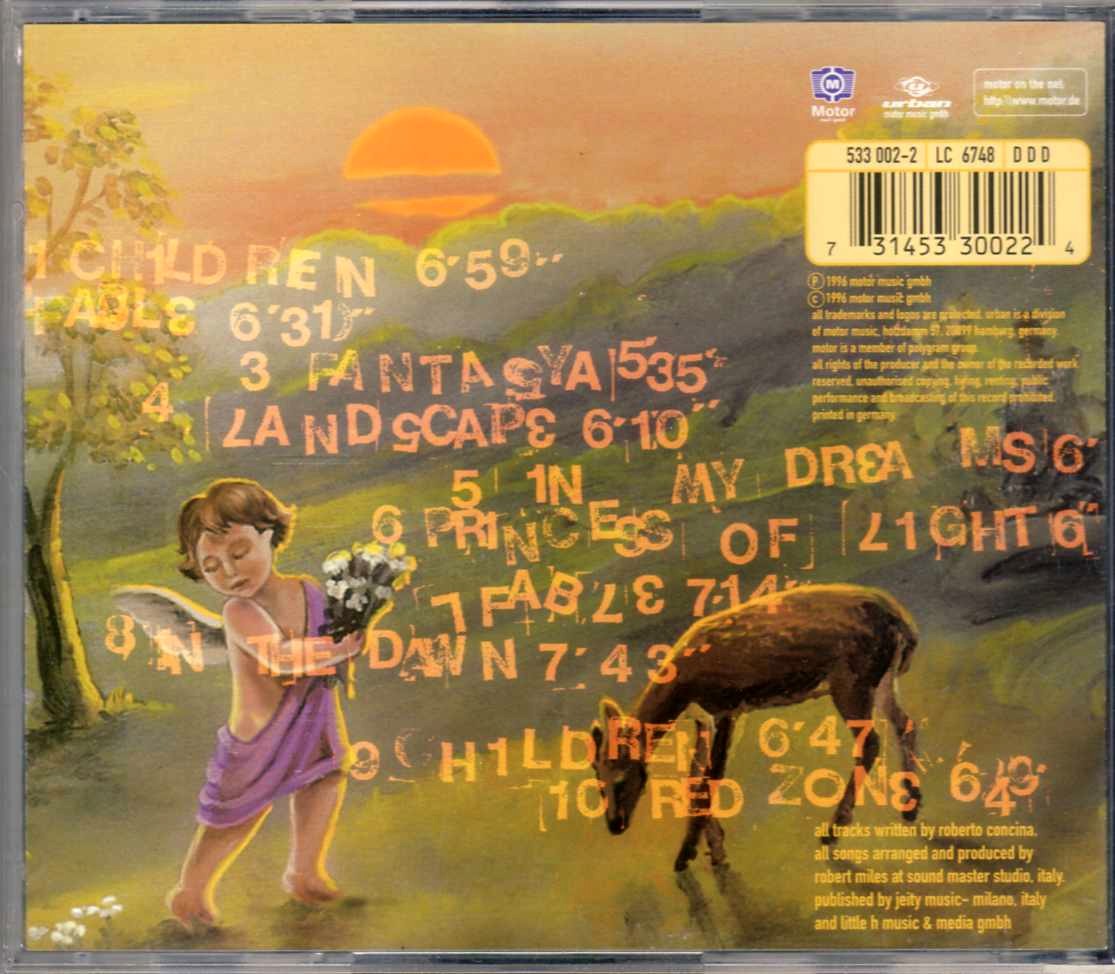 Motor
urban
motor music gmbh
motor on the net:
http://www.motor.de
533 002-2 LC 6748 D D D
7 31453 30022 4
℗ 1996 motor music gmbh
© 1996 motor music gmbh
all trademarks and logos are protected. urban is a division
of motor music, holzdamm 57, 20099 hamburg, germany
motor is a member of polygram group.
all rights of the producer and the owner of the recorded work
reserved. unauthorised copying, hiring, renting, public
performance and broadcasting of this record prohibited.
printed in germany.
1 CHILDREN 6'59''
FABLE 6'31''
3 FANTASYA 5'35''
4 LANDSCAPE 6'10''
5 IN MY DREAMS 6'
6 PRINCESS OF LIGHT 6'
7 FABLE 7'14''
8 IN THE DAWN 7'43''
9 CHILDREN 6'47''
10 RED ZONE 6'49''
all tracks written by roberto concina.
all songs arranged and produced by
robert miles at sound master studio, italy.
published by jeity music- milano, italy
and little h music & media gmbh